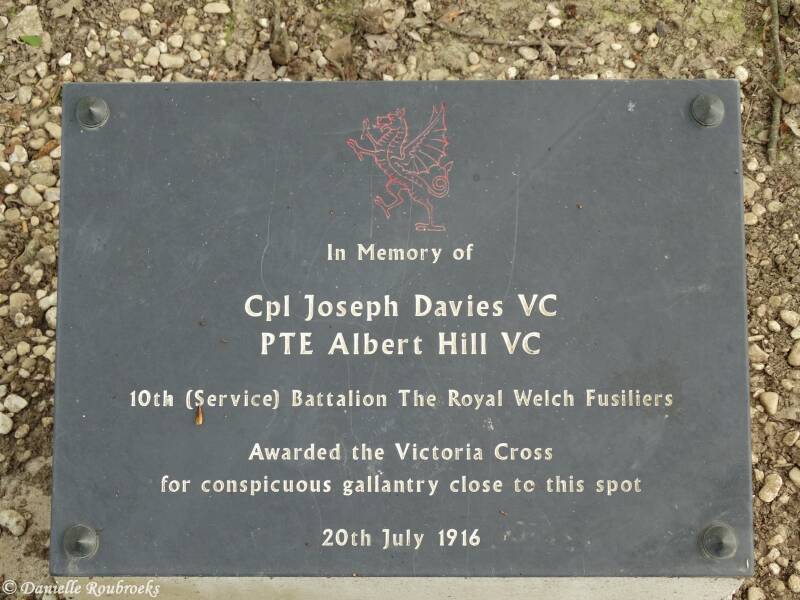 In Memory of
Cpl Joseph Davies VC
PTE Albert Hill VC
10th (Service) Battalion The Royal Welch Fusiliers
Awarded the Victoria Cross
for conspicuous gallantry close to this spot
20th July 1916
© Danielle Roubroeks